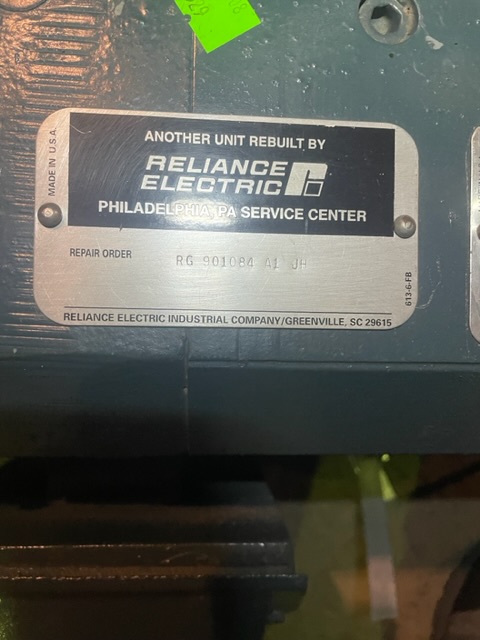 MADE IN U.S.A.
ANOTHER UNIT REBUILT BY
RELIANCE
ELECTRIC
PHILADELPHIA, PA SERVICE CENTER
REPAIR ORDER RG 901084 A1 JH
613-6-FB
RELIANCE ELECTRIC INDUSTRIAL COMPANY/GREENVILLE, SC 29615